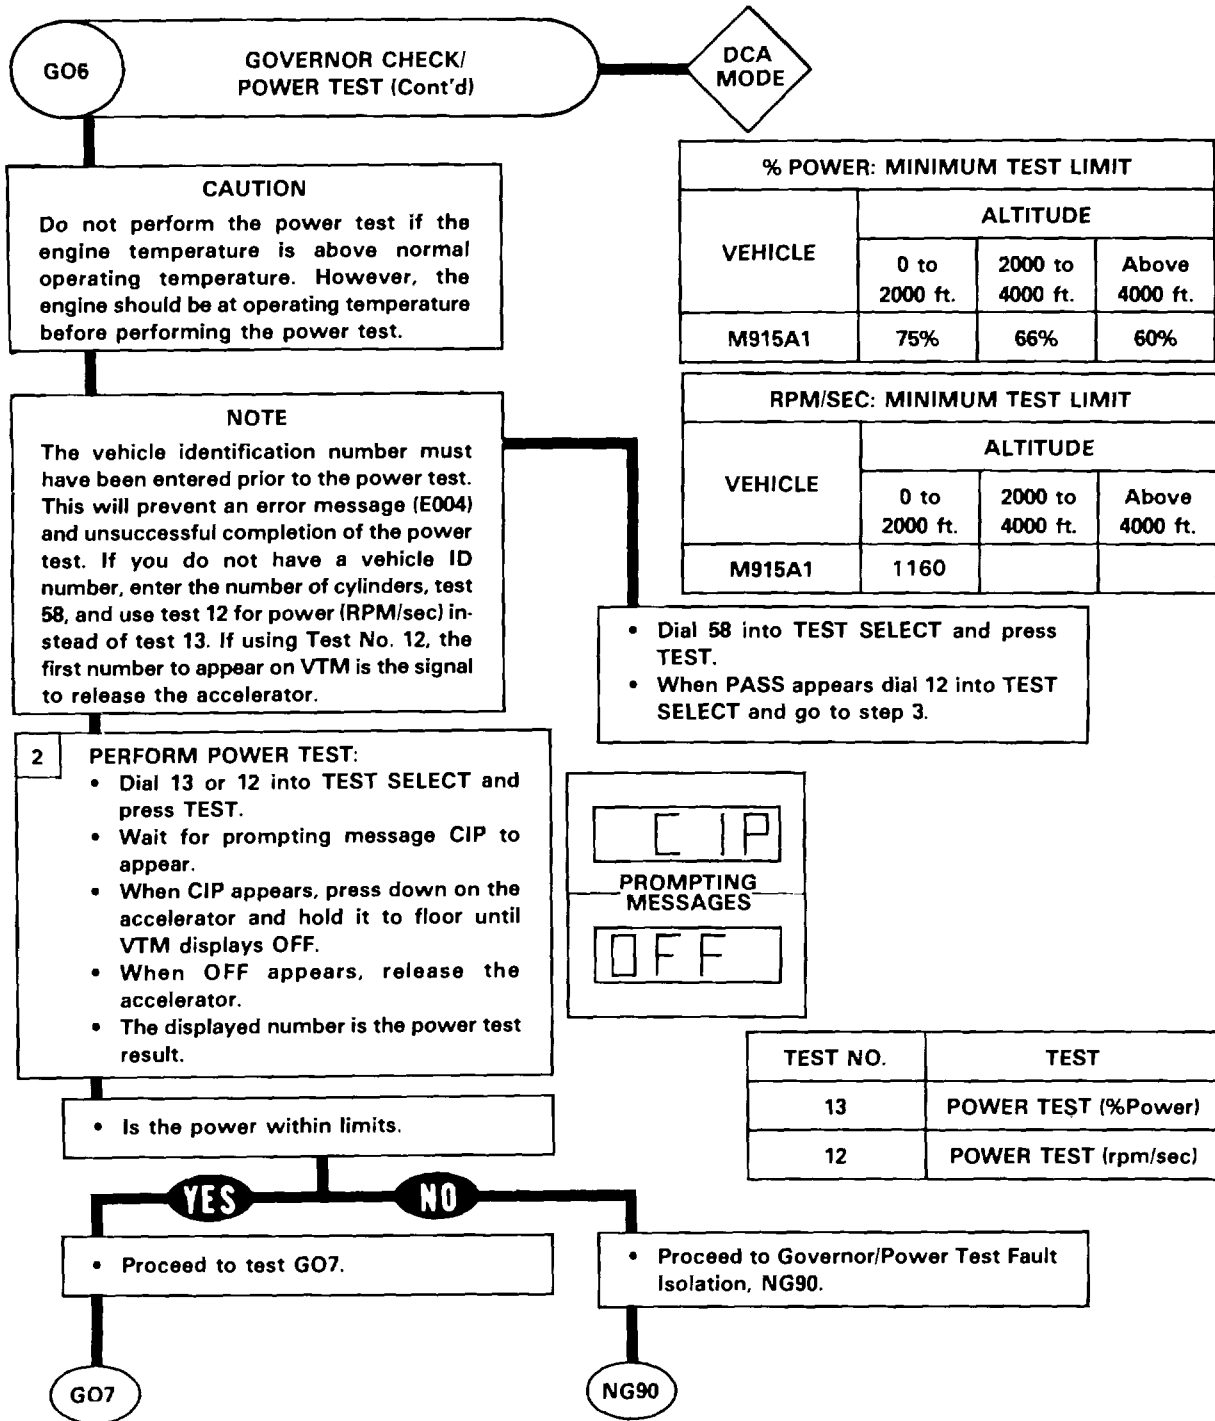 GO6
GOVERNOR CHECK/
POWER TEST (Cont'd)
DCA
MODE
CAUTION
Do not perform the power test if the
engine temperature is above normal
operating temperature. However, the
engine should be at operating temperature
before performing the power test.
% POWER: MINIMUM TEST LIMIT
VEHICLE
ALTITUDE
0 to
2000 ft.
2000 to
4000 ft.
Above
4000 ft.
M915A1
75%
66%
60%
RPM/SEC: MINIMUM TEST LIMIT
VEHICLE
ALTITUDE
0 to
2000 ft.
2000 to
4000 ft.
Above
4000 ft.
M915A1
1160
NOTE
The vehicle identification number must
have been entered prior to the power test.
This will prevent an error message (E004)
and unsuccessful completion of the power
test. If you do not have a vehicle ID
number, enter the number of cylinders, test
58, and use test 12 for power (RPM/sec) in-
stead of test 13. If using Test No. 12, the
first number to appear on VTM is the signal
to release the accelerator.
• Dial 58 into TEST SELECT and press
TEST.
• When PASS appears dial 12 into TEST
SELECT and go to step 3.
2
PERFORM POWER TEST:
• Dial 13 or 12 into TEST SELECT and
press TEST.
• Wait for prompting message CIP to
appear.
• When CIP appears, press down on the
accelerator and hold it to floor until
VTM displays OFF.
• When OFF appears, release the
accelerator.
• The displayed number is the power test
result.
CIP
PROMPTING
MESSAGES
OFF
TEST NO.
TEST
13
POWER TEST (%Power)
12
POWER TEST (rpm/sec)
• Is the power within limits.
YES
NO
• Proceed to test GO7.
• Proceed to Governor/Power Test Fault
Isolation, NG90.
GO7
NG90